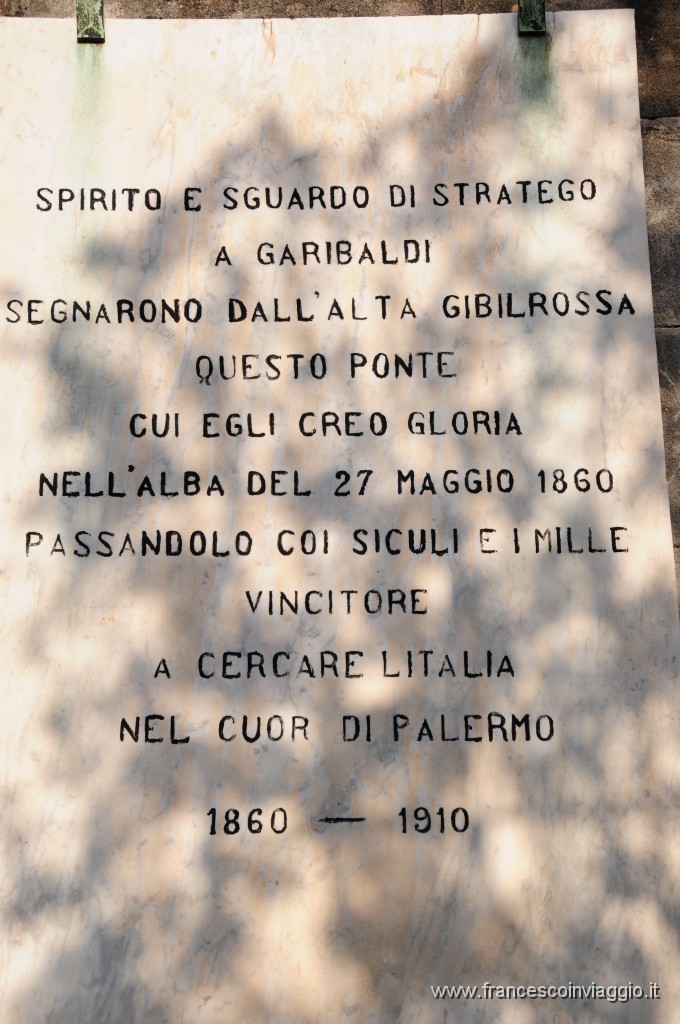 SPIRITO E SGUARDO DI STRATEGO
A GARIBALDI
SEGNARONO DALL'ALTA GIBILROSSA
QUESTO PONTE
CUI EGLI CREO GLORIA
NELL'ALBA DEL 27 MAGGIO 1860
PASSANDOLO COI SICULI E I MILLE
VINCITORE
A CERCARE LITALIA
NEL CUOR DI PALERMO
1860 — 1910
www.francescoinviaggio.it